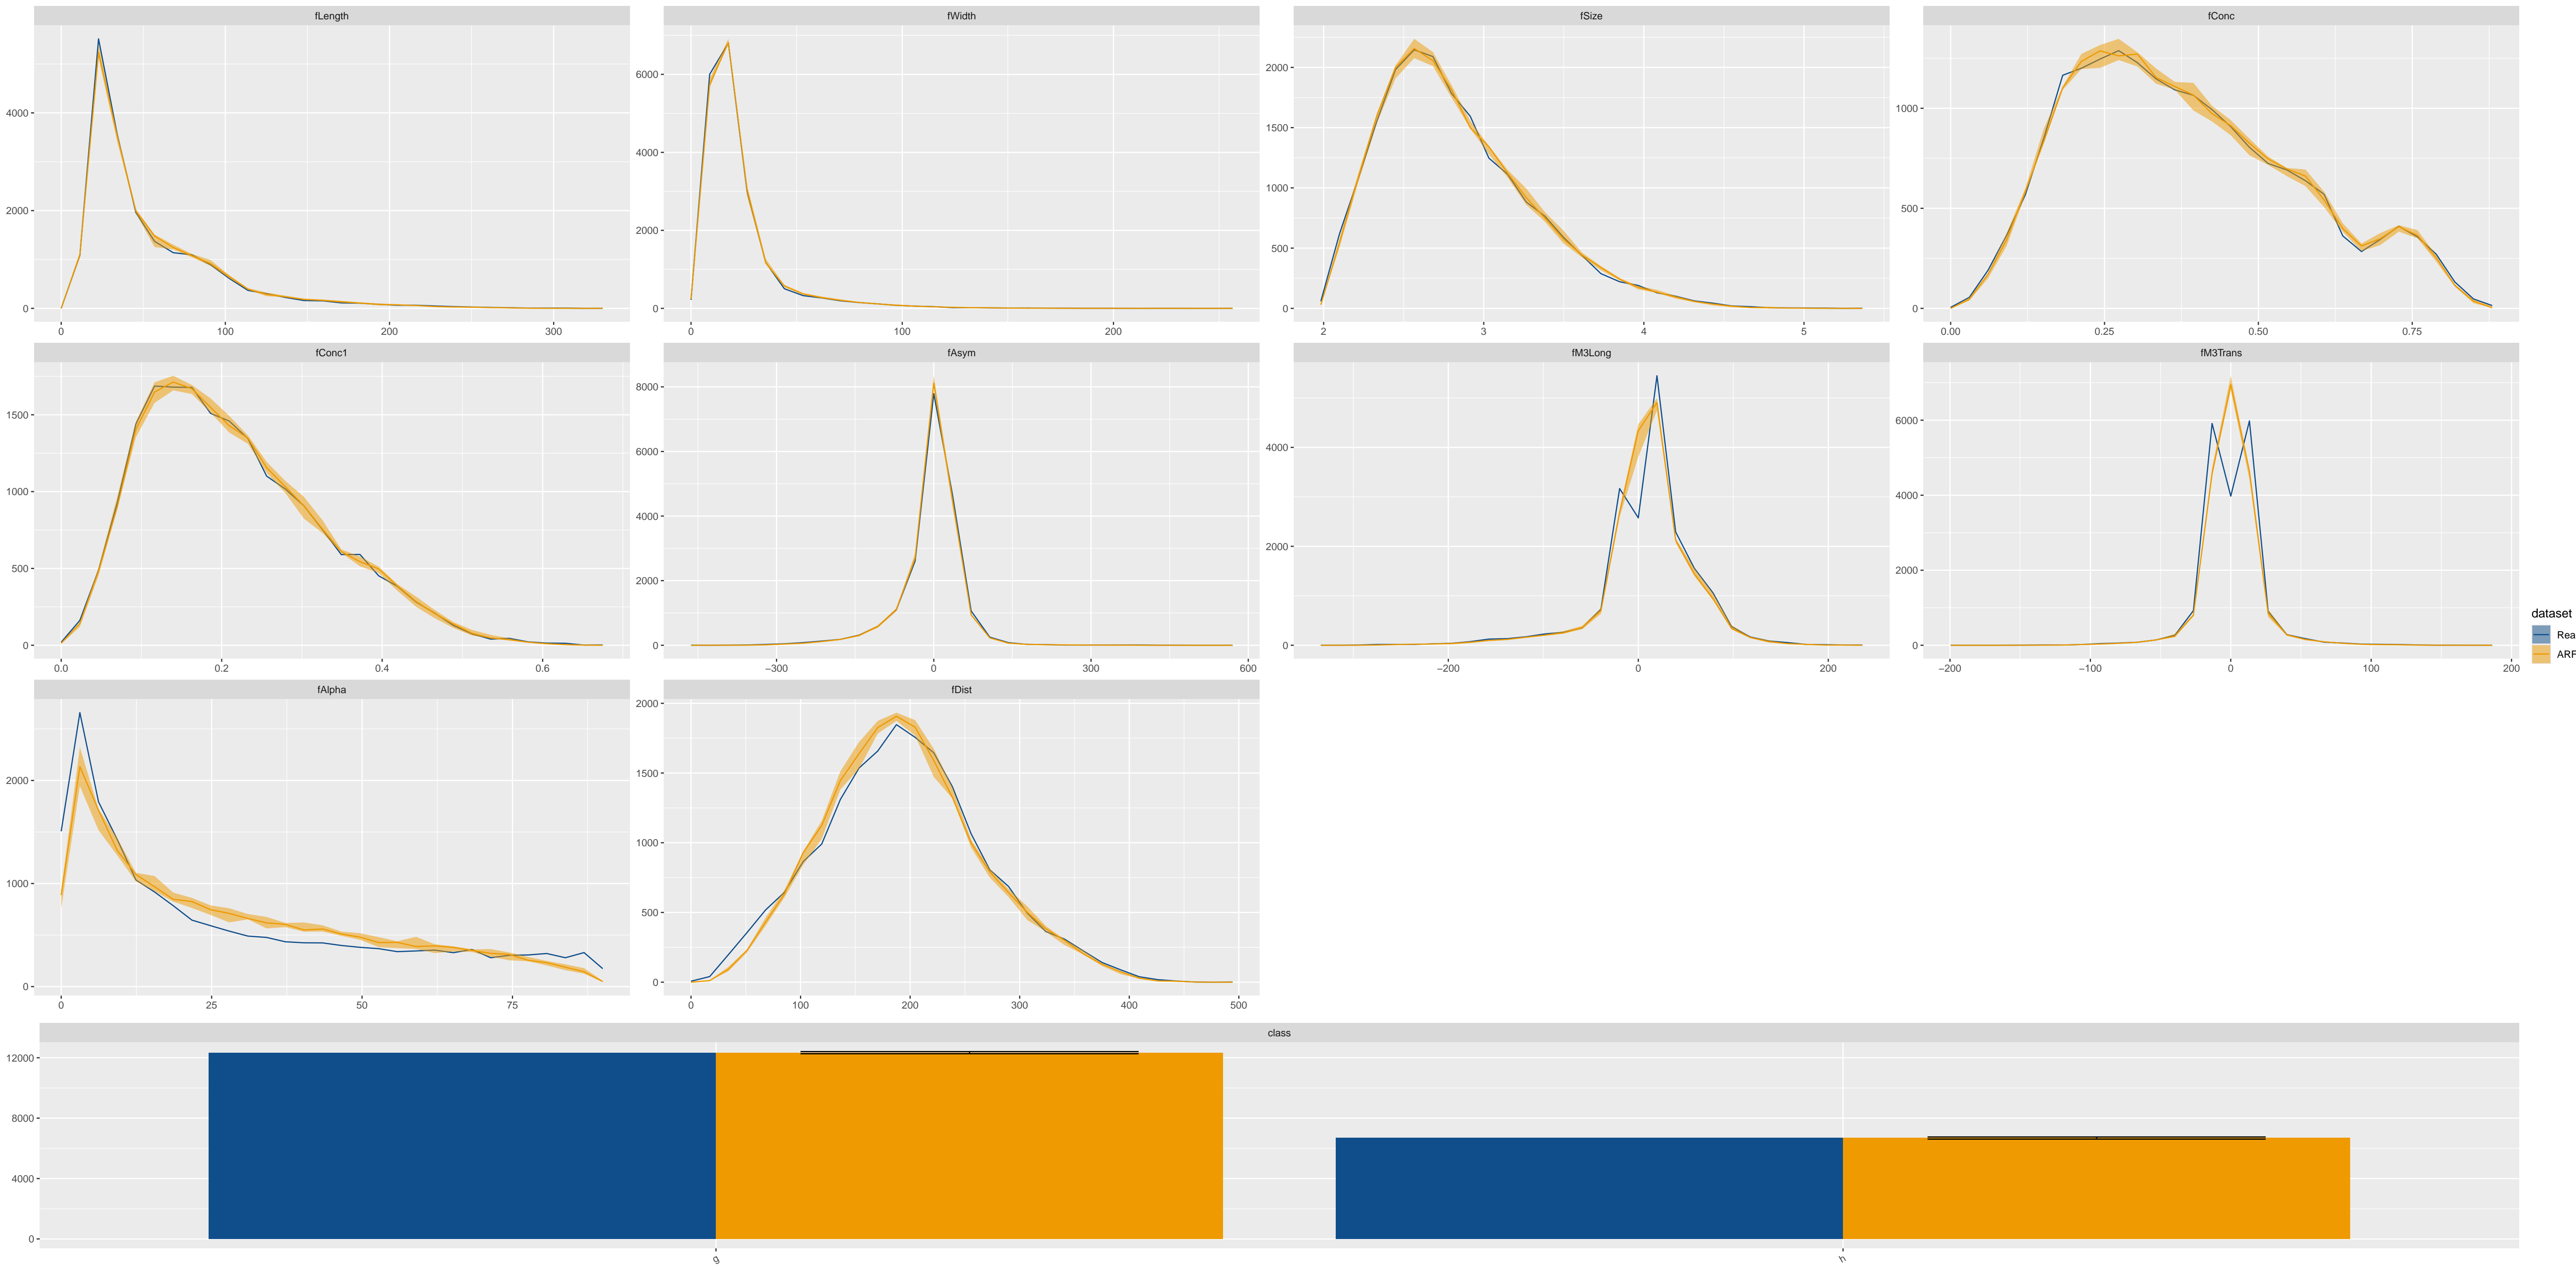 fLength fWidth fSize fConc
4000
2000
0
0 100 200 300
6000
4000
2000
0
0 100 200
2000
1500
1000
500
0
2 3 4 5
1000
500
0
0.00 0.25 0.50 0.75
fConc1 fAsym fM3Long fM3Trans
1500
1000
500
0
0.0 0.2 0.4 0.6
8000
6000
4000
2000
0
−300 0 300 600
4000
2000
0
−200 0 200
6000
4000
2000
0
−200 −100 0 100 200
dataset
Rea
ARF
fAlpha fDist
2000
1000
0
0 25 50 75
2000
1500
1000
500
0
0 100 200 300 400 500
class
12000
8000
4000
0
g h